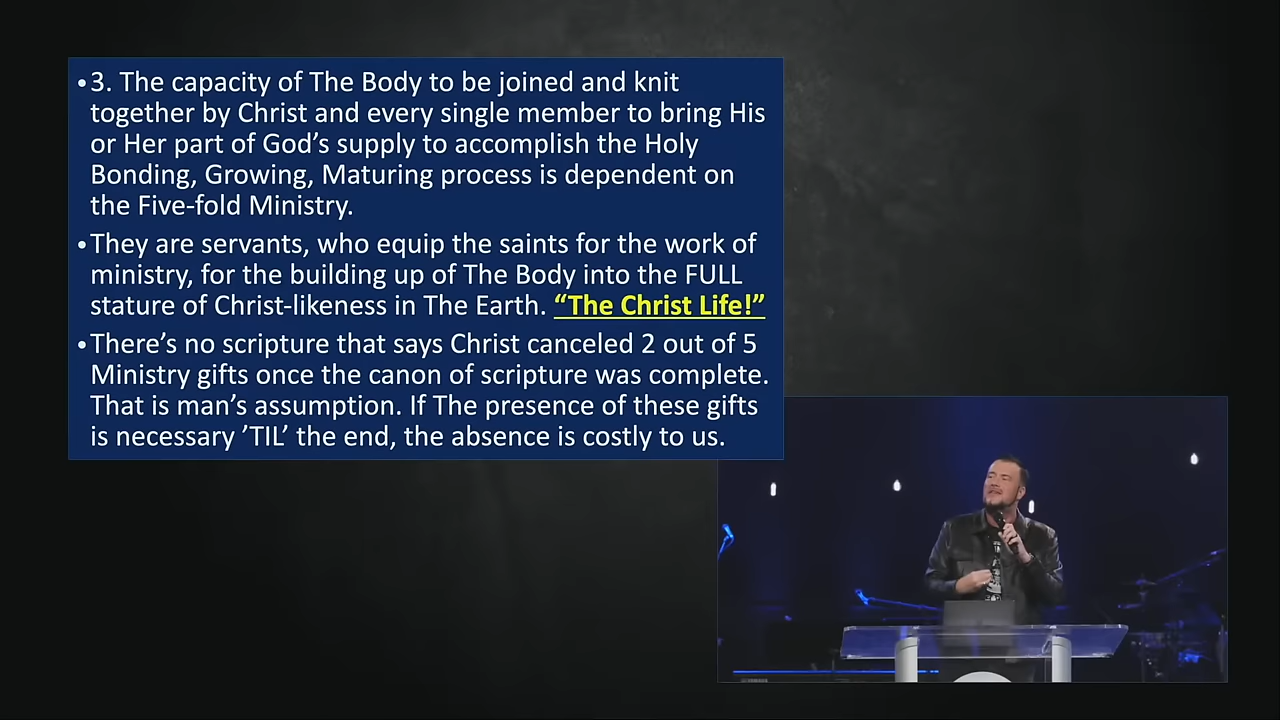 •3. The capacity of The Body to be joined and knit
together by Christ and every single member to bring His
or Her part of God’s supply to accomplish the Holy
Bonding, Growing, Maturing process is dependent on
the Five-fold Ministry.
•They are servants, who equip the saints for the work of
ministry, for the building up of The Body into the FULL
stature of Christ-likeness in The Earth. “The Christ Life!”
•There’s no scripture that says Christ canceled 2 out of 5
Ministry gifts once the canon of scripture was complete.
That is man’s assumption. If The presence of these gifts
is necessary ’TIL’ the end, the absence is costly to us.